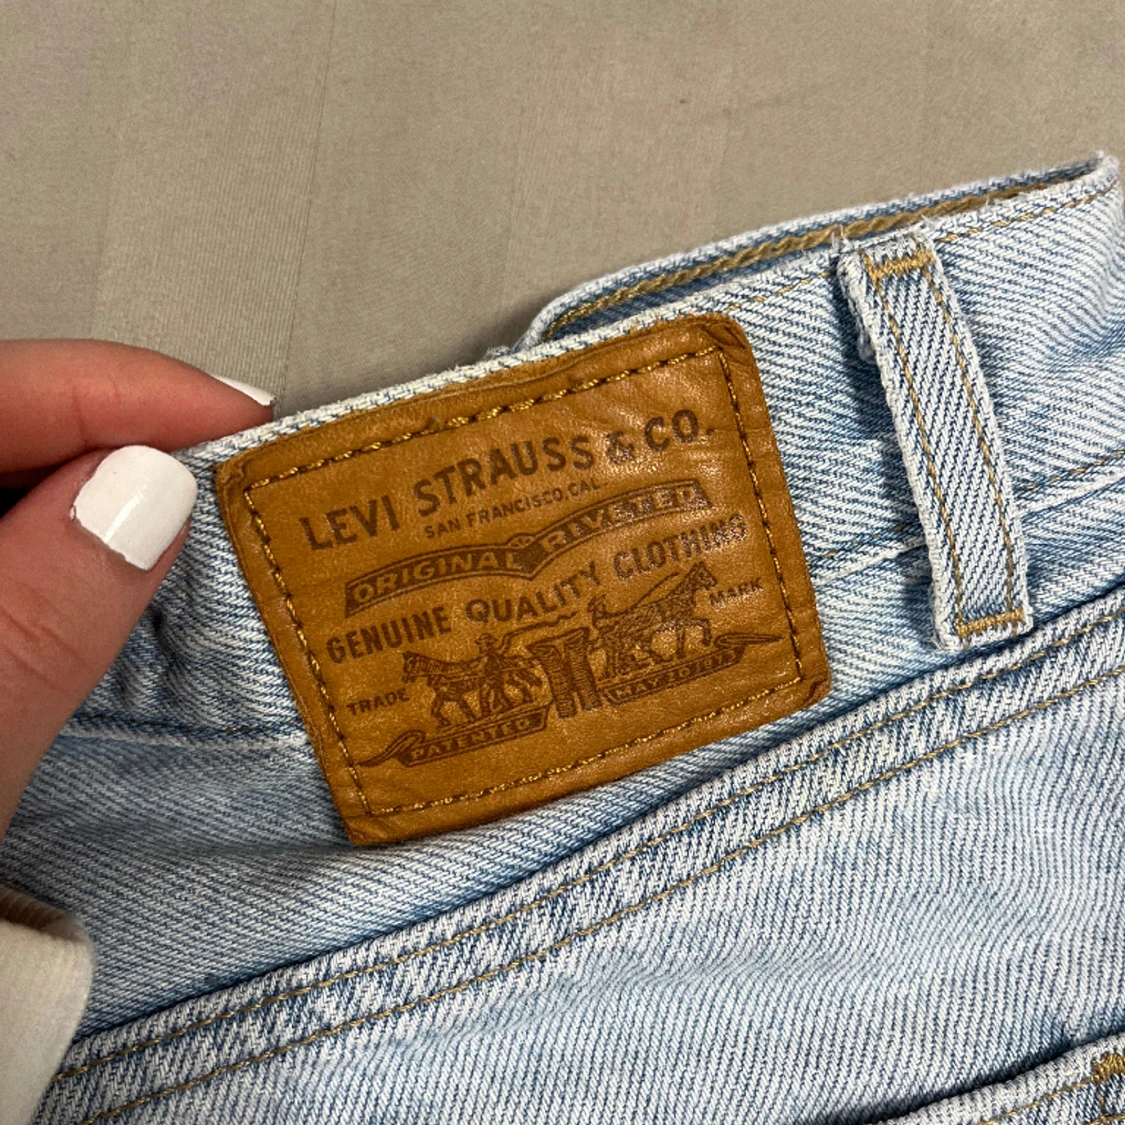 LEVI STRAUSS & CO.
SAN FRANCISCO, CAL.
ORIGINAL RIVETED
GENUINE QUALITY CLOTHING
TRADE MARK
PATENTED MAY 20 1873